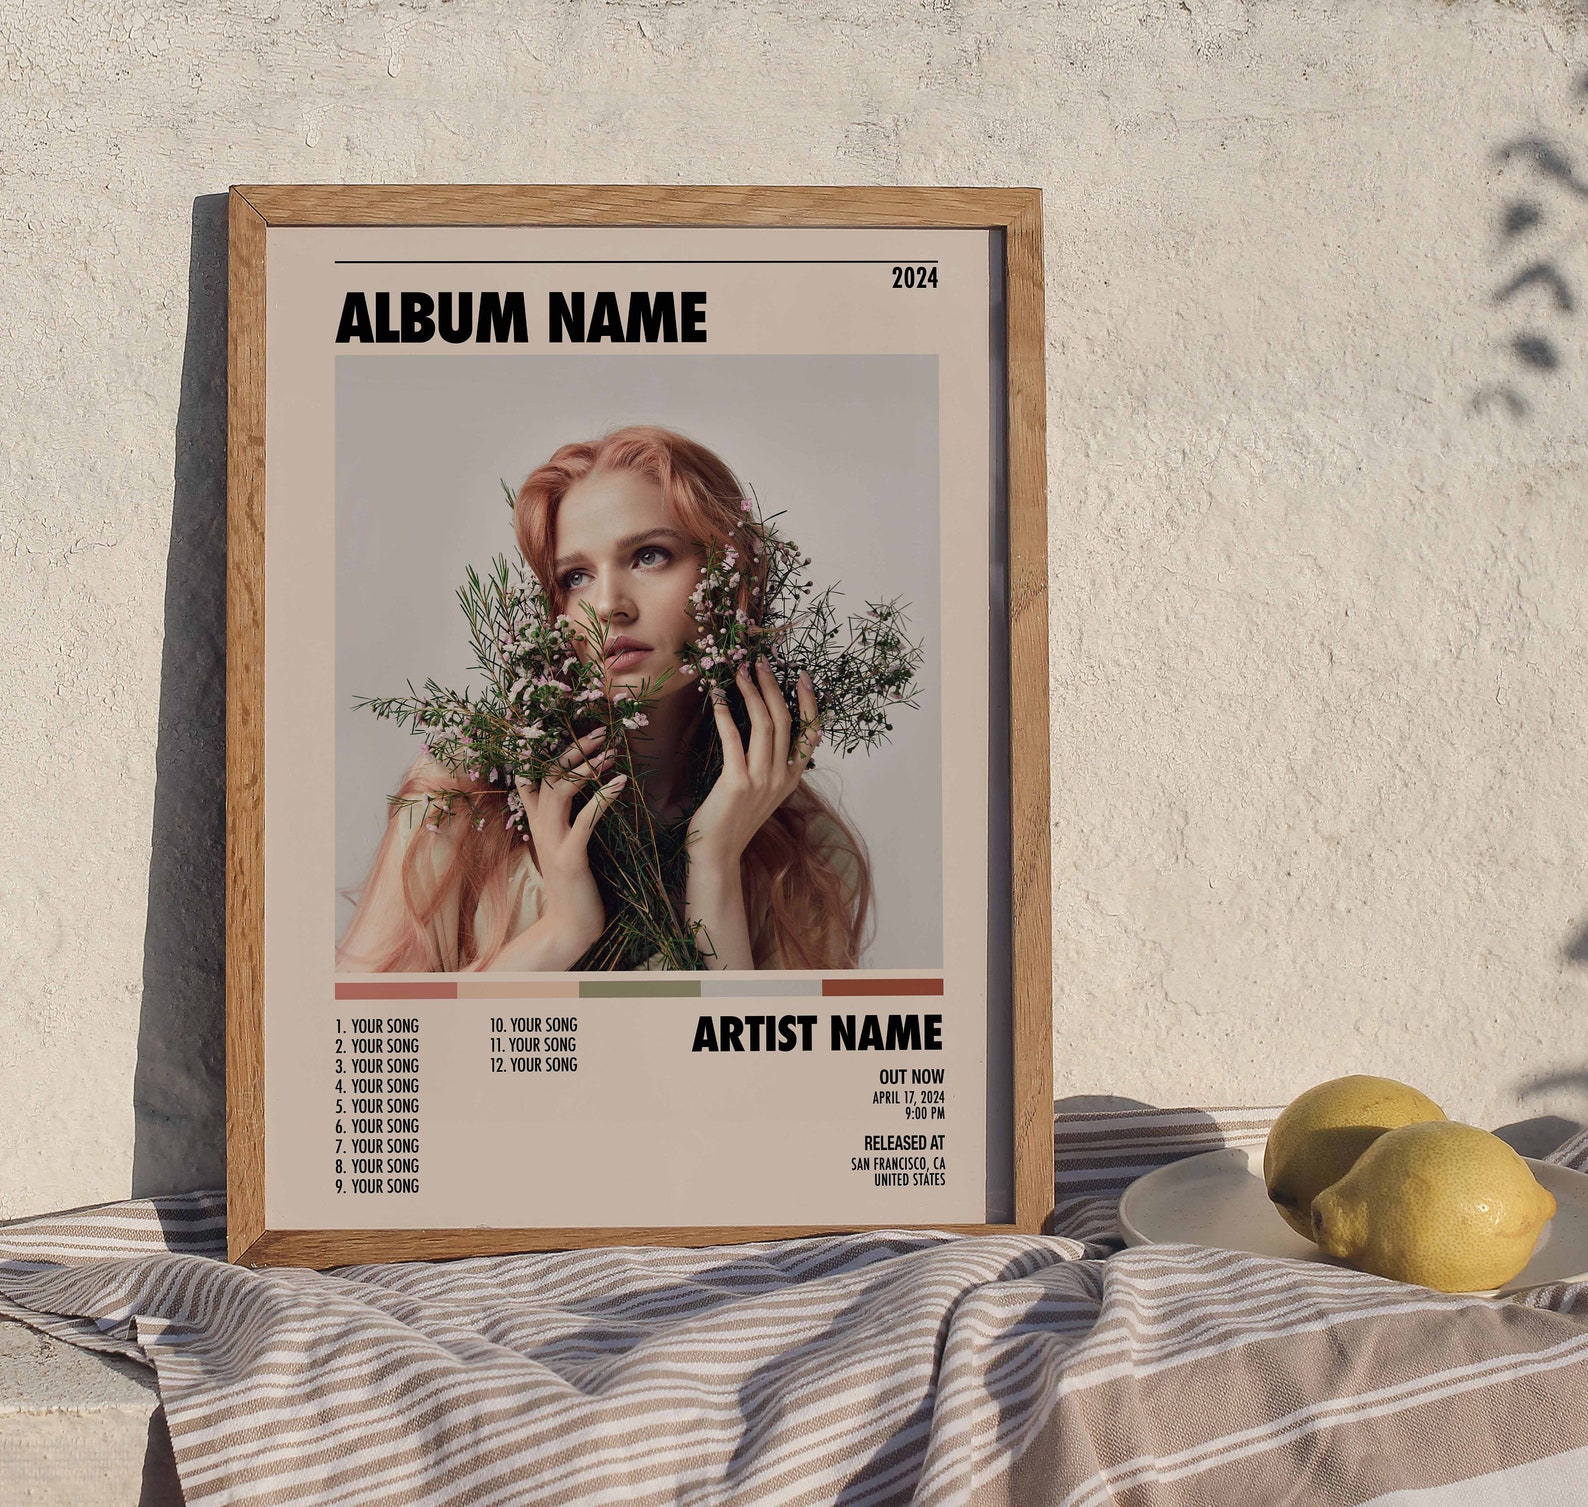 2024
ALBUM NAME
1. YOUR SONG
2. YOUR SONG
3. YOUR SONG
4. YOUR SONG
5. YOUR SONG
6. YOUR SONG
7. YOUR SONG
8. YOUR SONG
9. YOUR SONG
10. YOUR SONG
11. YOUR SONG
12. YOUR SONG
ARTIST NAME
OUT NOW
APRIL 17, 2024
9:00 PM
RELEASED AT
SAN FRANCISCO, CA
UNITED STATES